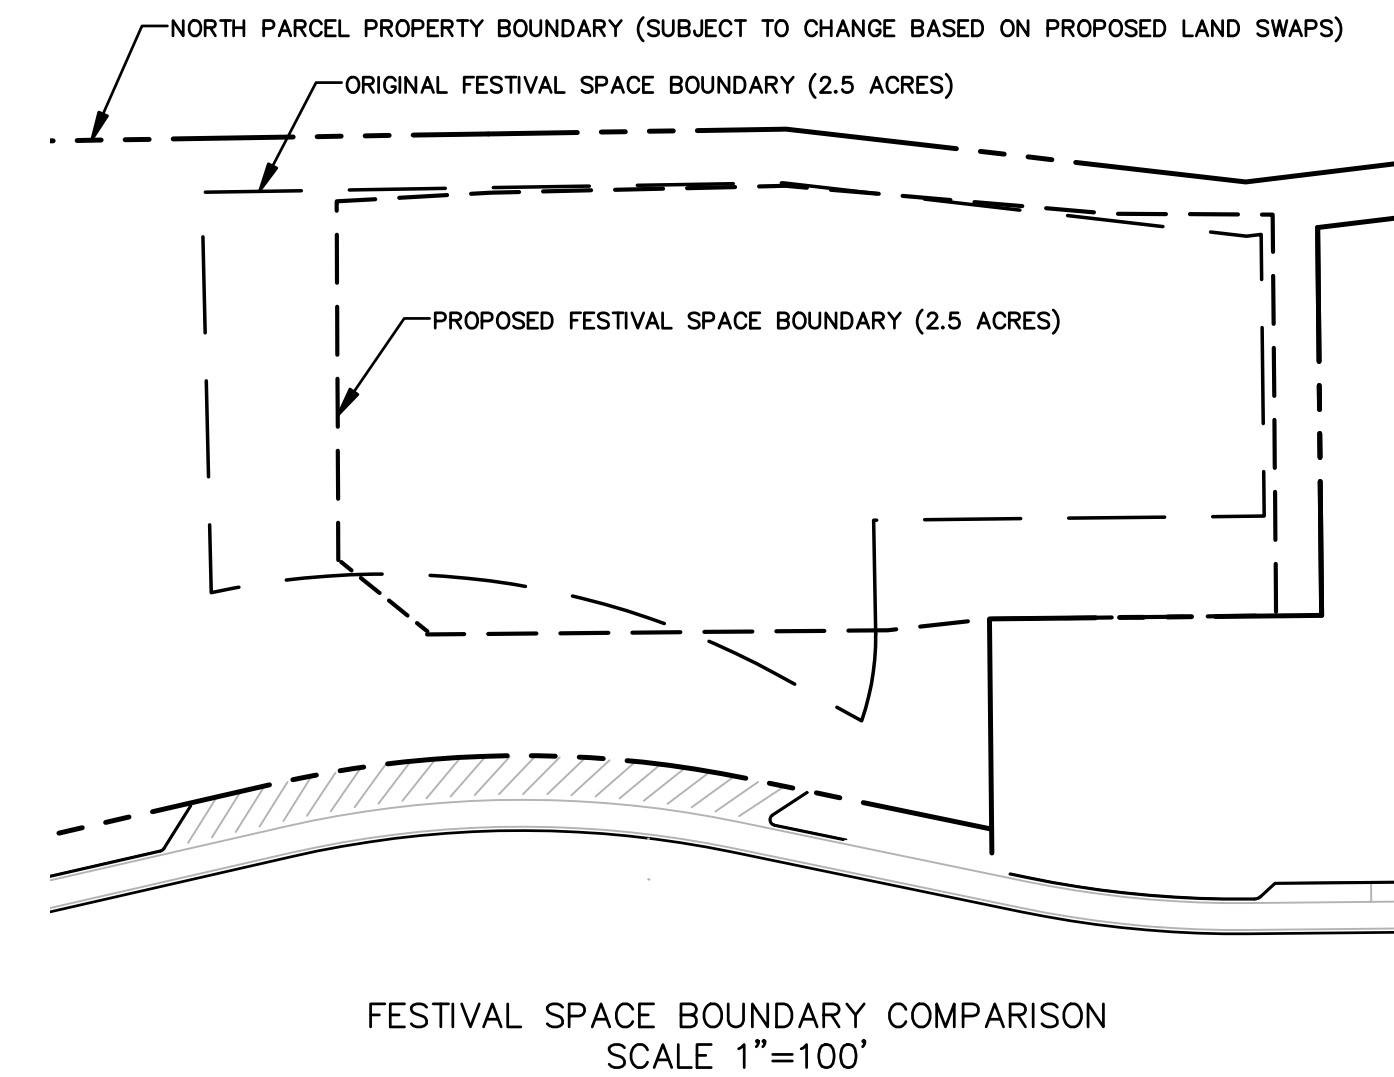 NORTH PARCEL PROPERTY BOUNDARY (SUBJECT TO CHANGE BASED ON PROPOSED LAND SWAPS)
ORIGINAL FESTIVAL SPACE BOUNDARY (2.5 ACRES)
PROPOSED FESTIVAL SPACE BOUNDARY (2.5 ACRES)
FESTIVAL SPACE BOUNDARY COMPARISON
SCALE 1"=100'